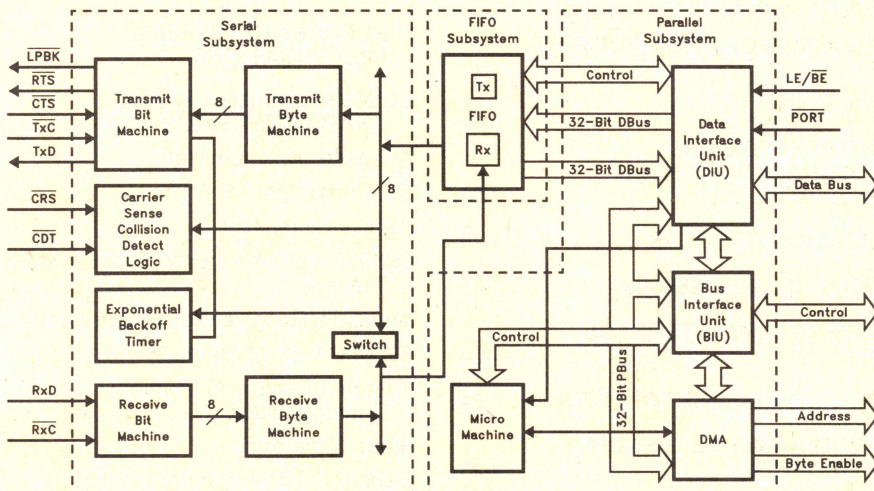 Serial
Subsystem
FIFO
Subsystem
Parallel
Subsystem
LPBK
RTS
CTS
TxC
TxD
Transmit
Bit
Machine
8
Transmit
Byte
Machine
Tx
FIFO
Rx
Control
32-Bit DBus
32-Bit DBus
Data
Interface
Unit
(DIU)
LE/BE
PORT
Data Bus
8
CRS
CDT
Carrier
Sense
Collision
Detect
Logic
Exponential
Backoff
Timer
Switch
Control
32-Bit PBus
Bus
Interface
Unit
(BIU)
Control
RxD
RxC
Receive
Bit
Machine
8
Receive
Byte
Machine
Micro
Machine
DMA
Address
Byte Enable